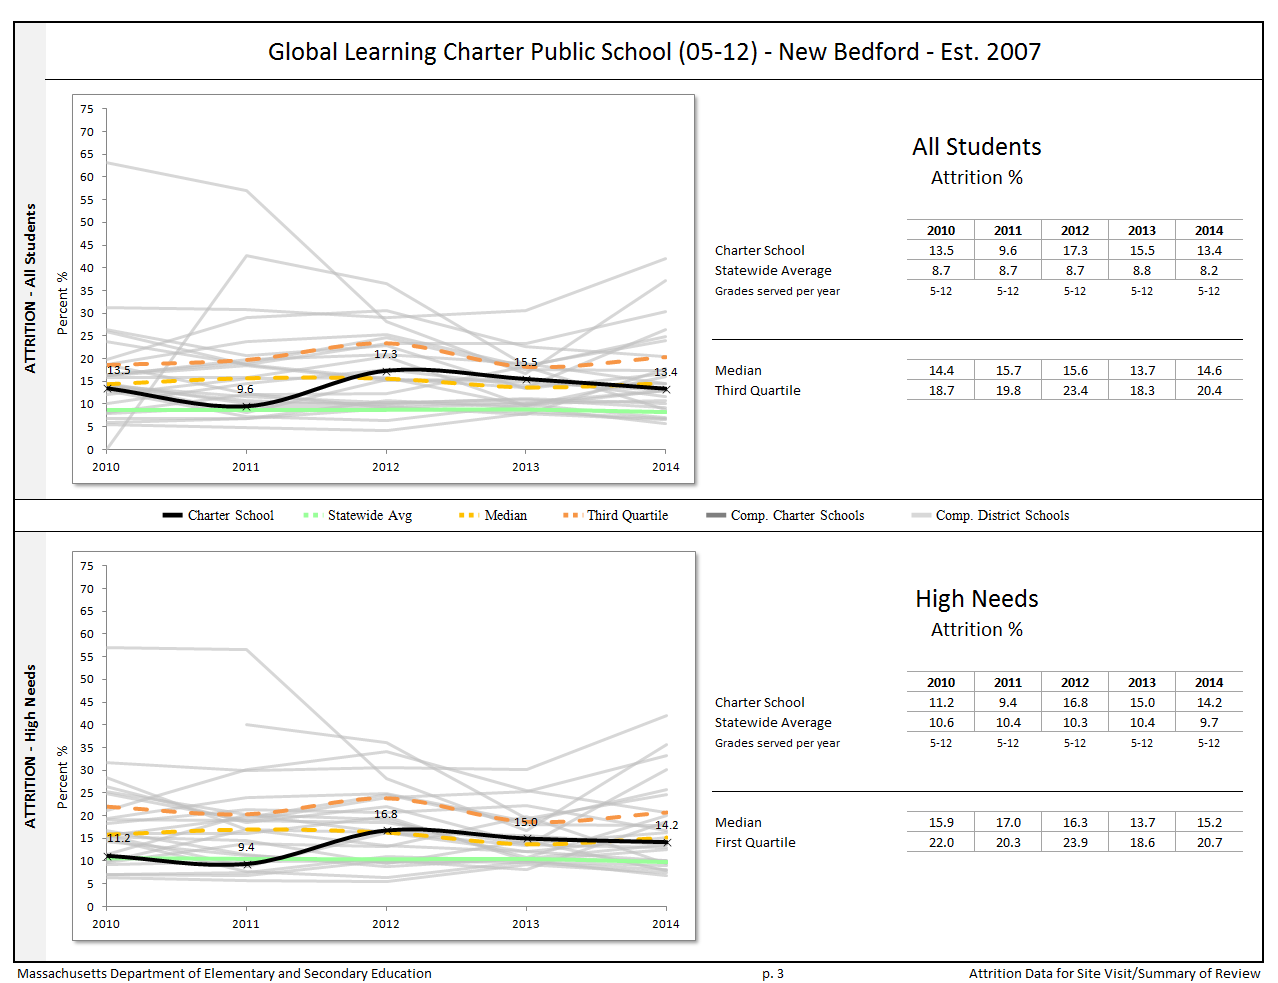 Global Learning Charter Public School (05-12) - New Bedford - Est. 2007
ATTRITION - All Students
Percent %
75
70
65
60
55
50
45
40
35
30
25
20
15
10
5
0
13.5
9.6
17.3
15.5
13.4
2010 2011 2012 2013 2014
All Students
Attrition %
2010 2011 2012 2013 2014
Charter School 13.5 9.6 17.3 15.5 13.4
Statewide Average 8.7 8.7 8.7 8.8 8.2
Grades served per year 5-12 5-12 5-12 5-12 5-12
Median 14.4 15.7 15.6 13.7 14.6
Third Quartile 18.7 19.8 23.4 18.3 20.4
Charter School Statewide Avg Median Third Quartile Comp. Charter Schools Comp. District Schools
ATTRITION - High Needs
Percent %
75
70
65
60
55
50
45
40
35
30
25
20
15
10
5
0
11.2
9.4
16.8
15.0
14.2
2010 2011 2012 2013 2014
High Needs
Attrition %
2010 2011 2012 2013 2014
Charter School 11.2 9.4 16.8 15.0 14.2
Statewide Average 10.6 10.4 10.3 10.4 9.7
Grades served per year 5-12 5-12 5-12 5-12 5-12
Median 15.9 17.0 16.3 13.7 15.2
First Quartile 22.0 20.3 23.9 18.6 20.7
Massachusetts Department of Elementary and Secondary Education p. 3 Attrition Data for Site Visit/Summary of Review